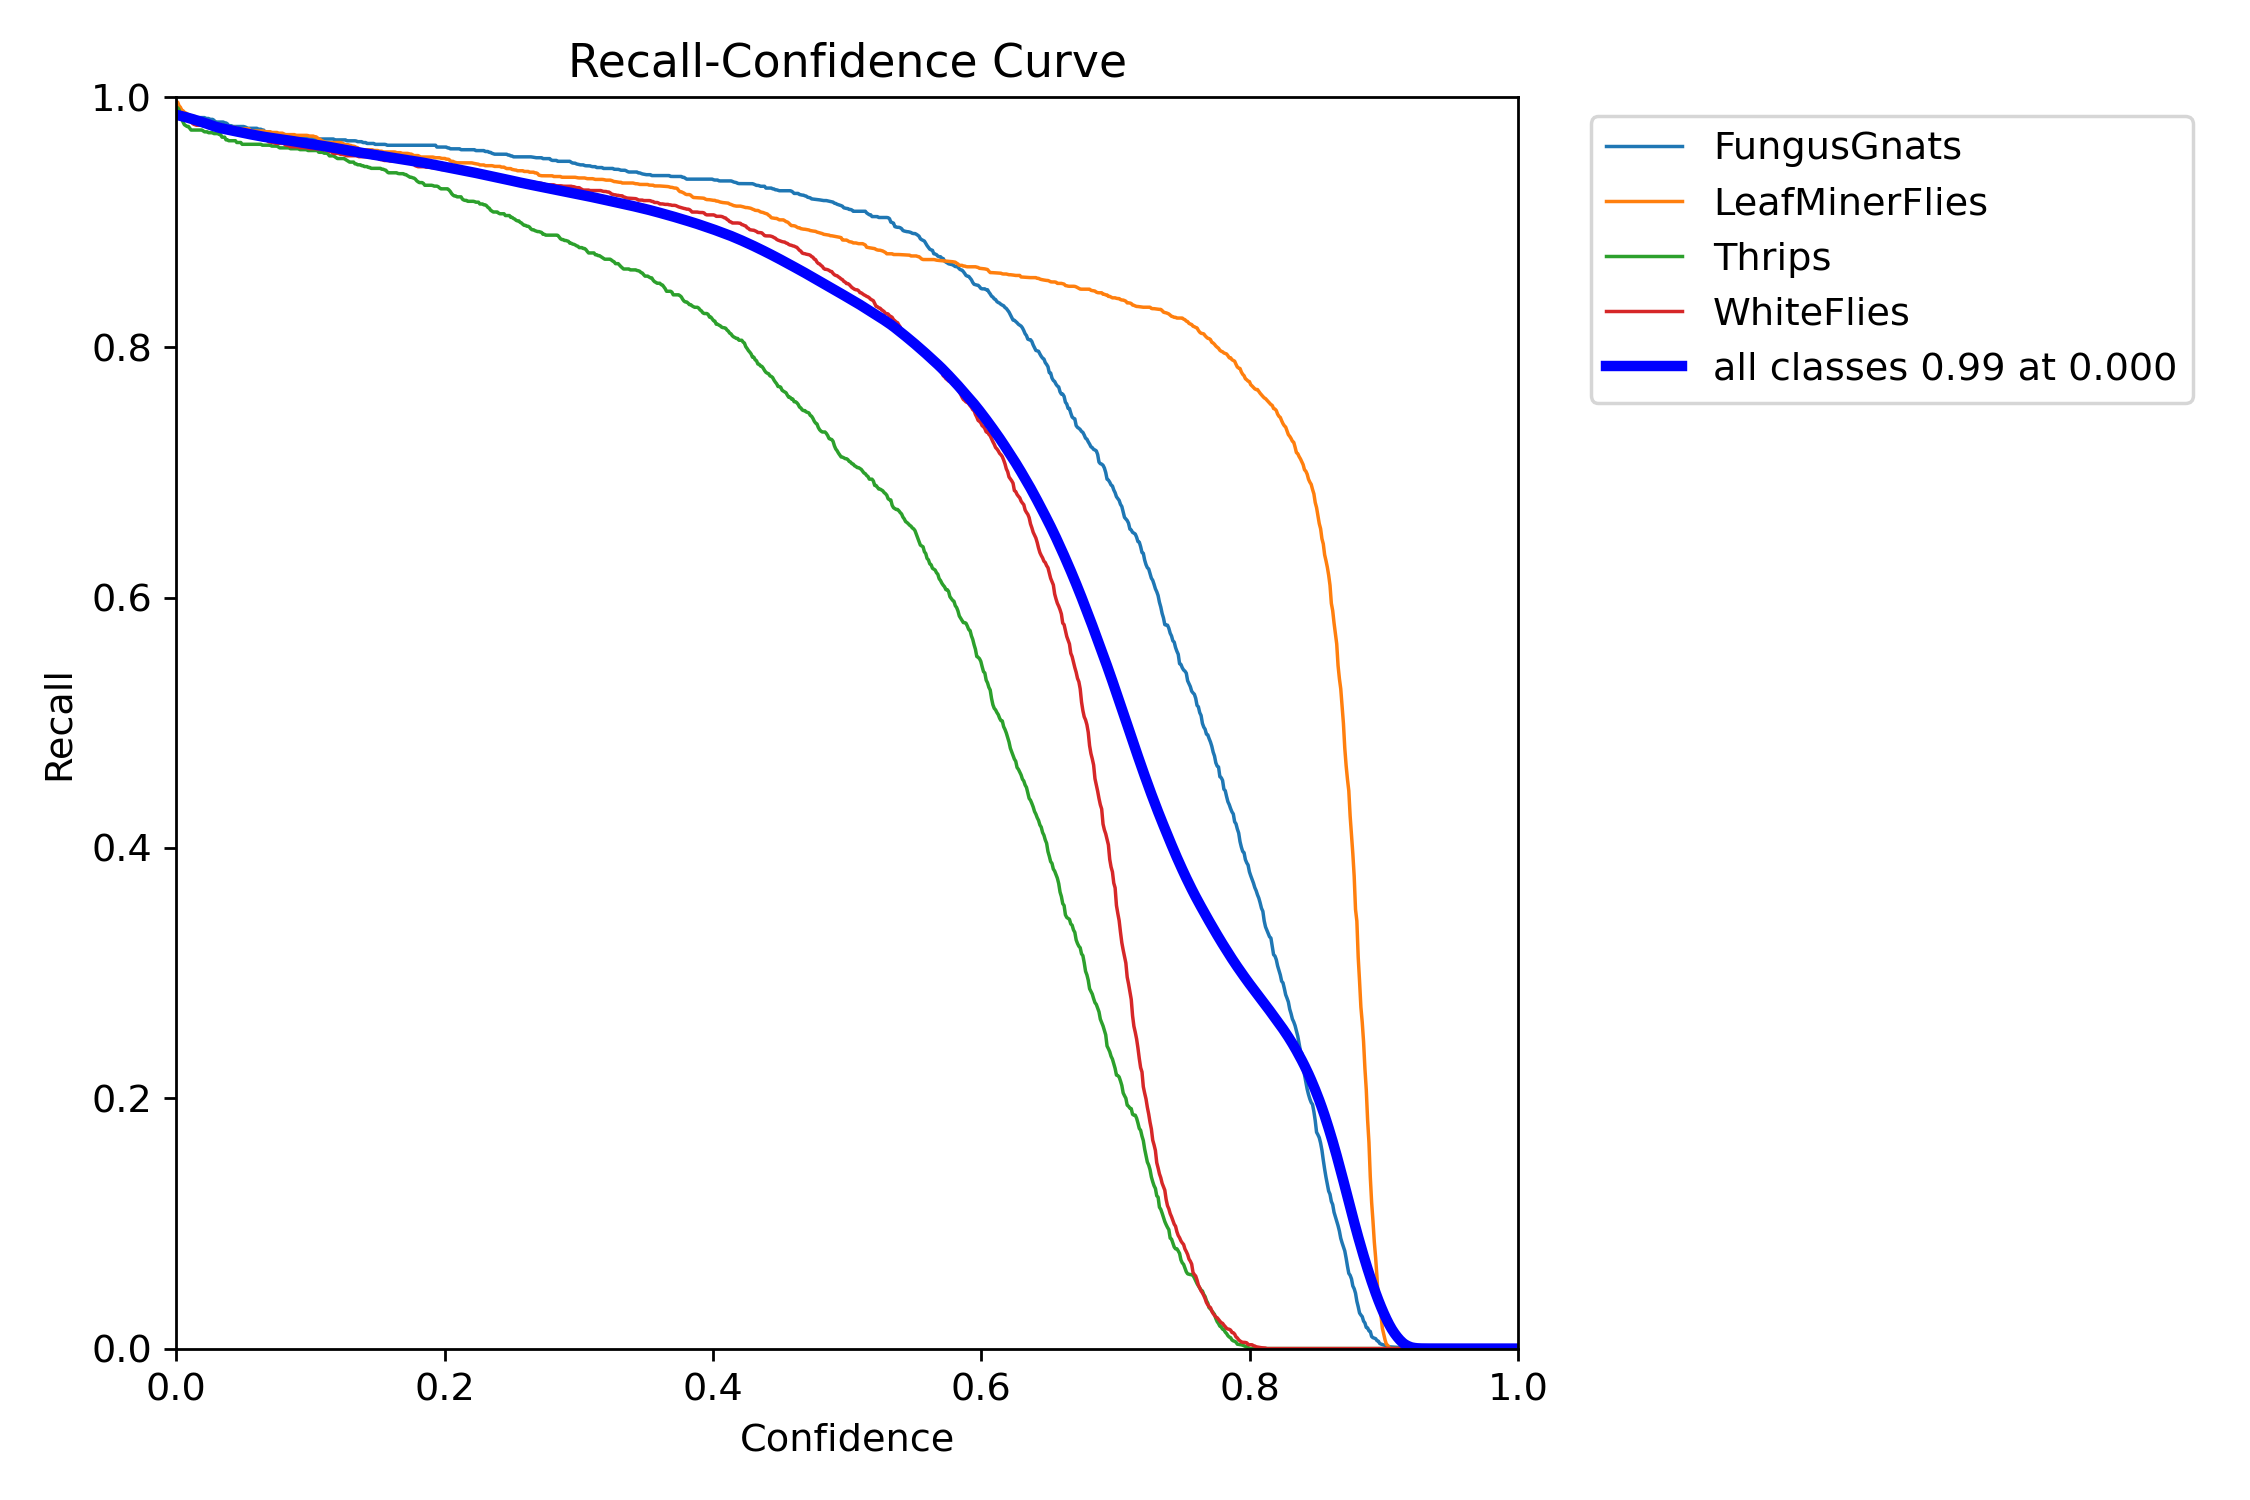 Recall-Confidence Curve
1.0
0.8
0.6
0.4
0.2
0.0
Recall
0.0 0.2 0.4 0.6 0.8 1.0
Confidence
FungusGnats
LeafMinerFlies
Thrips
WhiteFlies
all classes 0.99 at 0.000